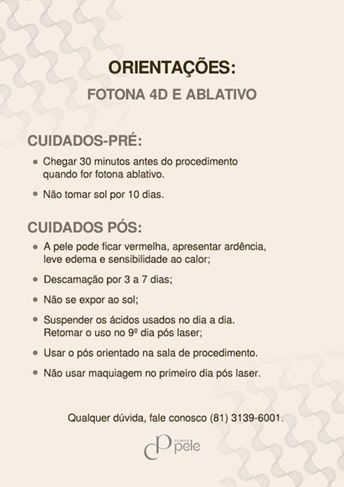 ORIENTAÇÕES:
FOTONA 4D E ABLATIVO
CUIDADOS-PRÉ:
Chegar 30 minutos antes do procedimento
quando for fotona ablativo.
Não tomar sol por 10 dias.
CUIDADOS PÓS:
A pele pode ficar vermelha, apresentar ardência,
leve edema e sensibilidade ao calor;
Descamação por 3 a 7 dias;
Não se expor ao sol;
Suspender os ácidos usados no dia a dia.
Retomar o uso no 9º dia pós laser;
Usar o pós orientado na sala de procedimento.
Não usar maquiagem no primeiro dia pós laser.
Qualquer dúvida, fale conosco (81) 3139-6001.
pele